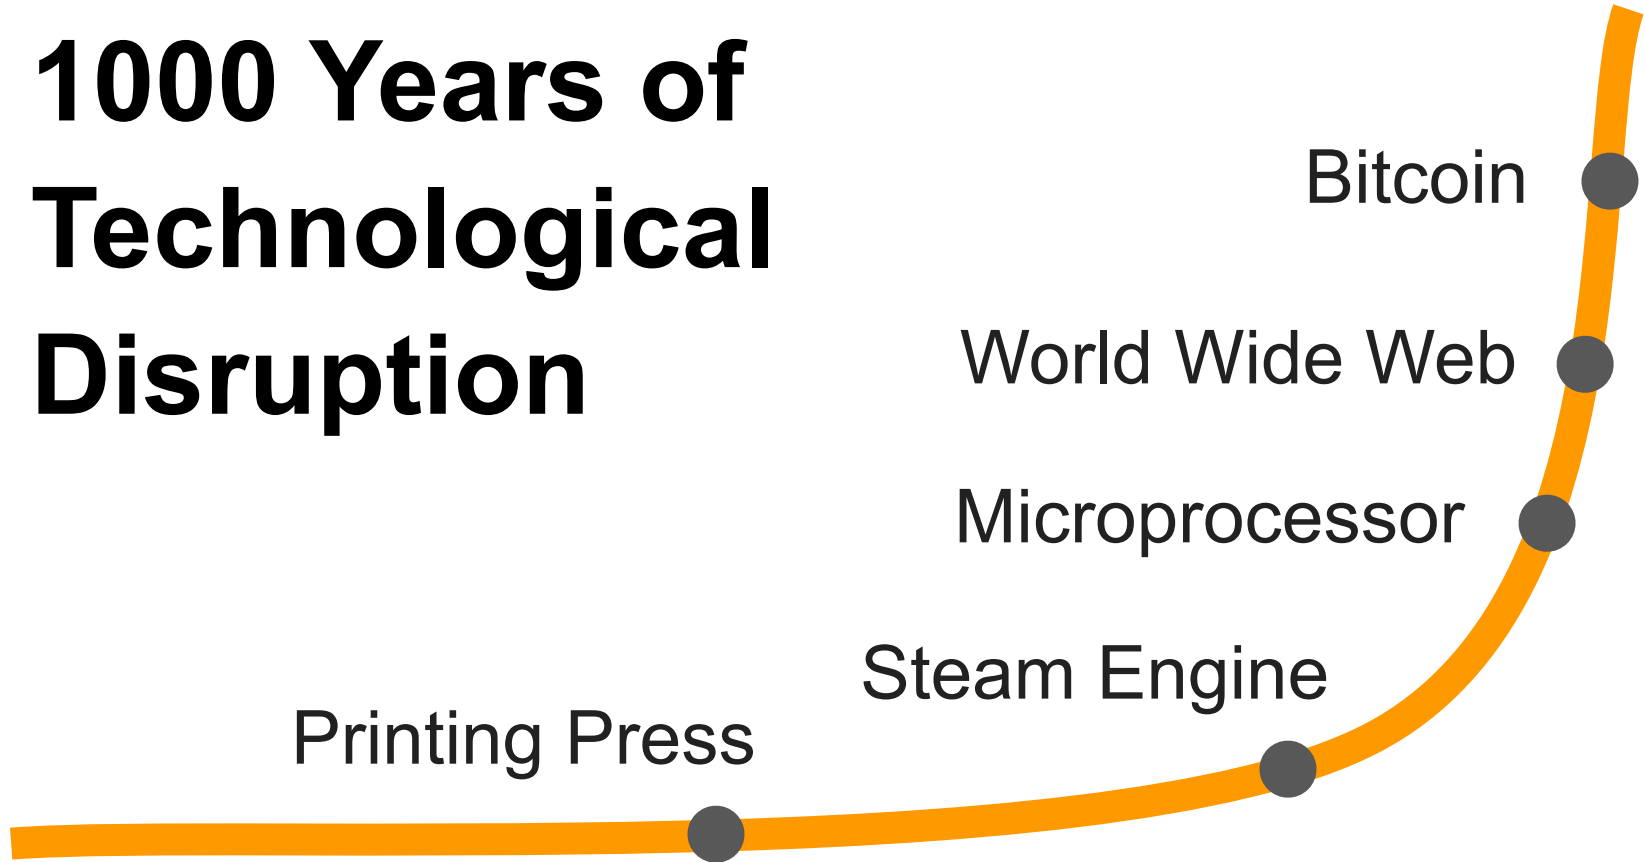 1000 Years of
Technological
Disruption
Bitcoin
World Wide Web
Microprocessor
Steam Engine
Printing Press